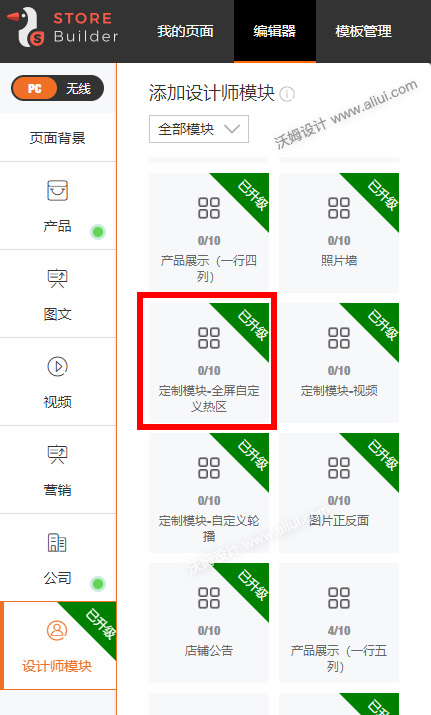 STORE
Builder
我的页面
编辑器
模板管理
PC
无线
页面背景
产品
图文
视频
营销
公司
已升级
设计师模块
添加设计师模块
沃姆设计 www.aliui.com
全部模块
已升级
0/10
产品展示（一行四
列）
已升级
0/10
照片墙
已升级
0/10
定制模块-全屏自定
义热区
已升级
0/10
定制模块-视频
已升级
0/10
定制模块-自定义轮
播
已升级
0/10
图片正反面
沃姆设计 www.aliui.com
已升级
0/10
店铺公告
4/10
产品展示（一行五
列）